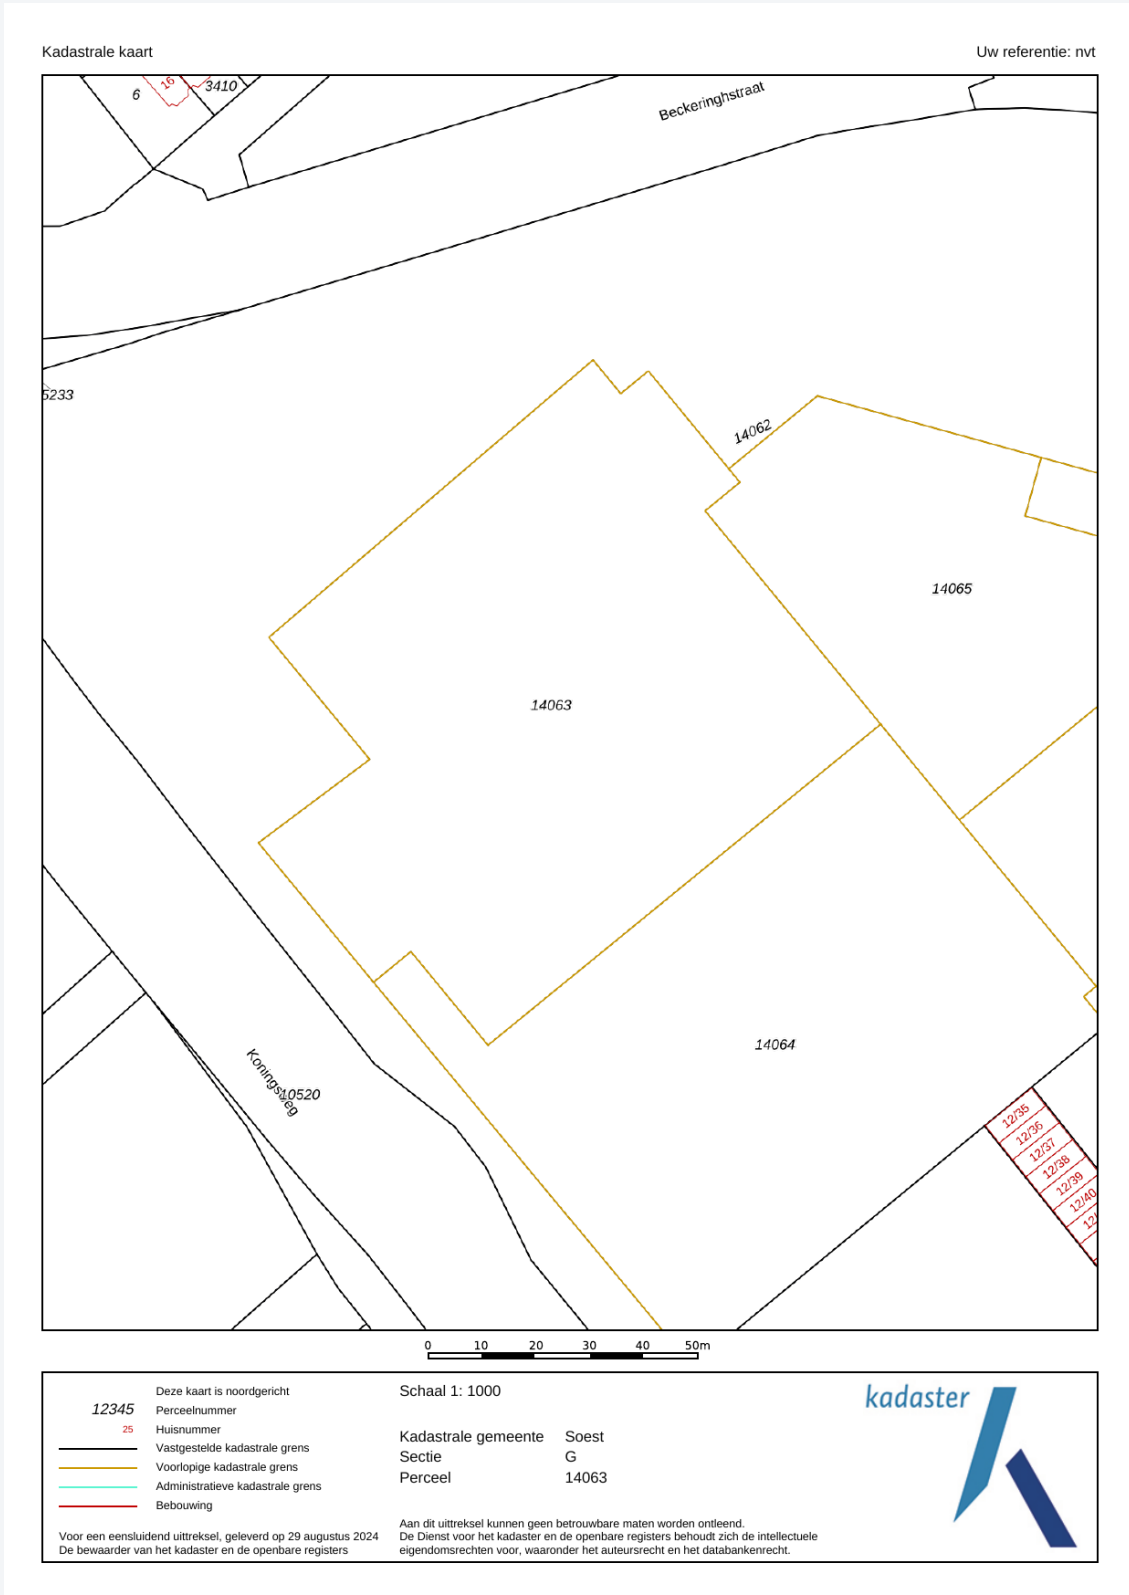 Kadastrale kaart
Uw referentie: nvt
6
16
3410
Beckeringhstraat
5233
14062
14065
14063
14064
Koningsweg
10520
12/35
12/36
12/37
12/38
12/39
12/40
12/
0 10 20 30 40 50m
Deze kaart is noordgericht
12345 Perceelnummer
25 Huisnummer
Vastgestelde kadastrale grens
Voorlopige kadastrale grens
Administratieve kadastrale grens
Bebouwing
Voor een eensluidend uittreksel, geleverd op 29 augustus 2024
De bewaarder van het kadaster en de openbare registers
Schaal 1: 1000
Kadastrale gemeente Soest
Sectie G
Perceel 14063
Aan dit uittreksel kunnen geen betrouwbare maten worden ontleend.
De Dienst voor het kadaster en de openbare registers behoudt zich de intellectuele
eigendomsrechten voor, waaronder het auteursrecht en het databankenrecht.
kadaster